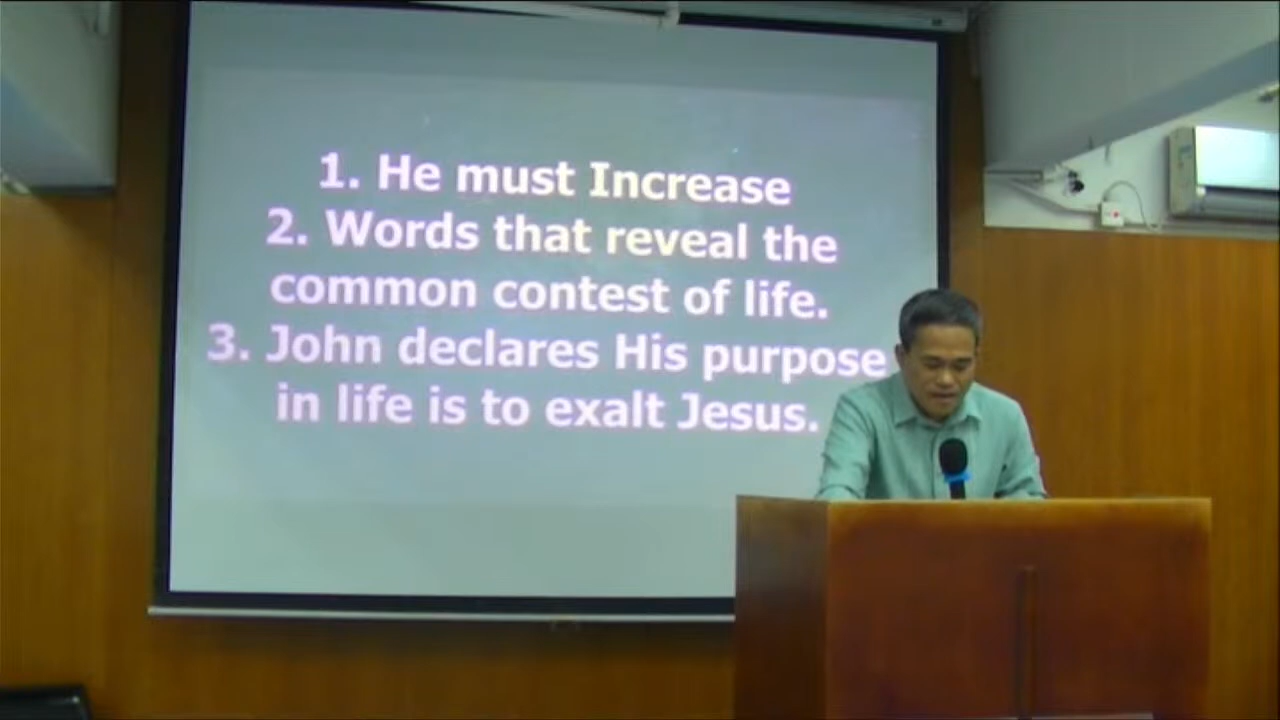 1. He must Increase
2. Words that reveal the
common contest of life.
3. John declares His purpose
in life is to exalt Jesus.